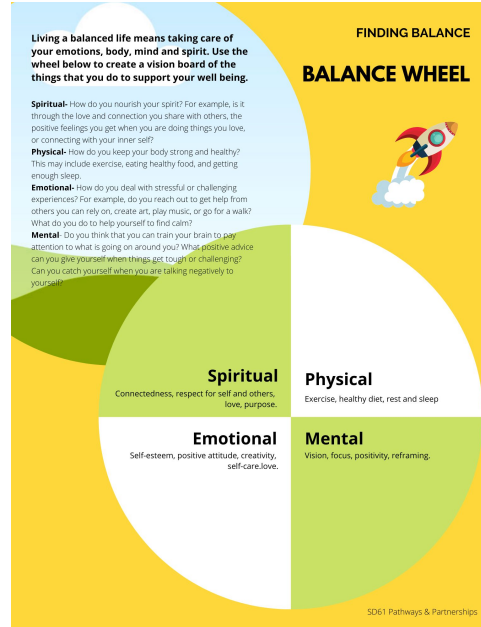 FINDING BALANCE
BALANCE WHEEL
Living a balanced life means taking care of
your emotions, body, mind and spirit. Use the
wheel below to create a vision board of the
things that you do to support your well being.
Spiritual- How do you nourish your spirit? For example, is it
through the love and connection you share with others, the
positive feelings you get when you are doing things you love,
or connecting with your inner self?
Physical- How do you keep your body strong and healthy?
This may include exercise, eating healthy food, and getting
enough sleep.
Emotional- How do you deal with stressful or challenging
experiences? For example, do you reach out to get help from
others you can rely on, create art, play music, or go for a walk?
What do you do to help yourself to find calm?
Mental- Do you think that you can train your brain to pay
attention to what is going on around you? What positive advice
can you give yourself when things get tough or challenging?
Can you catch yourself when you are talking negatively to
yourself?
Spiritual
Connectedness, respect for self and others,
love, purpose.
Physical
Exercise, healthy diet, rest and sleep
Emotional
Self-esteem, positive attitude, creativity,
self-care.love.
Mental
Vision, focus, positivity, reframing.
SD61 Pathways & Partnerships